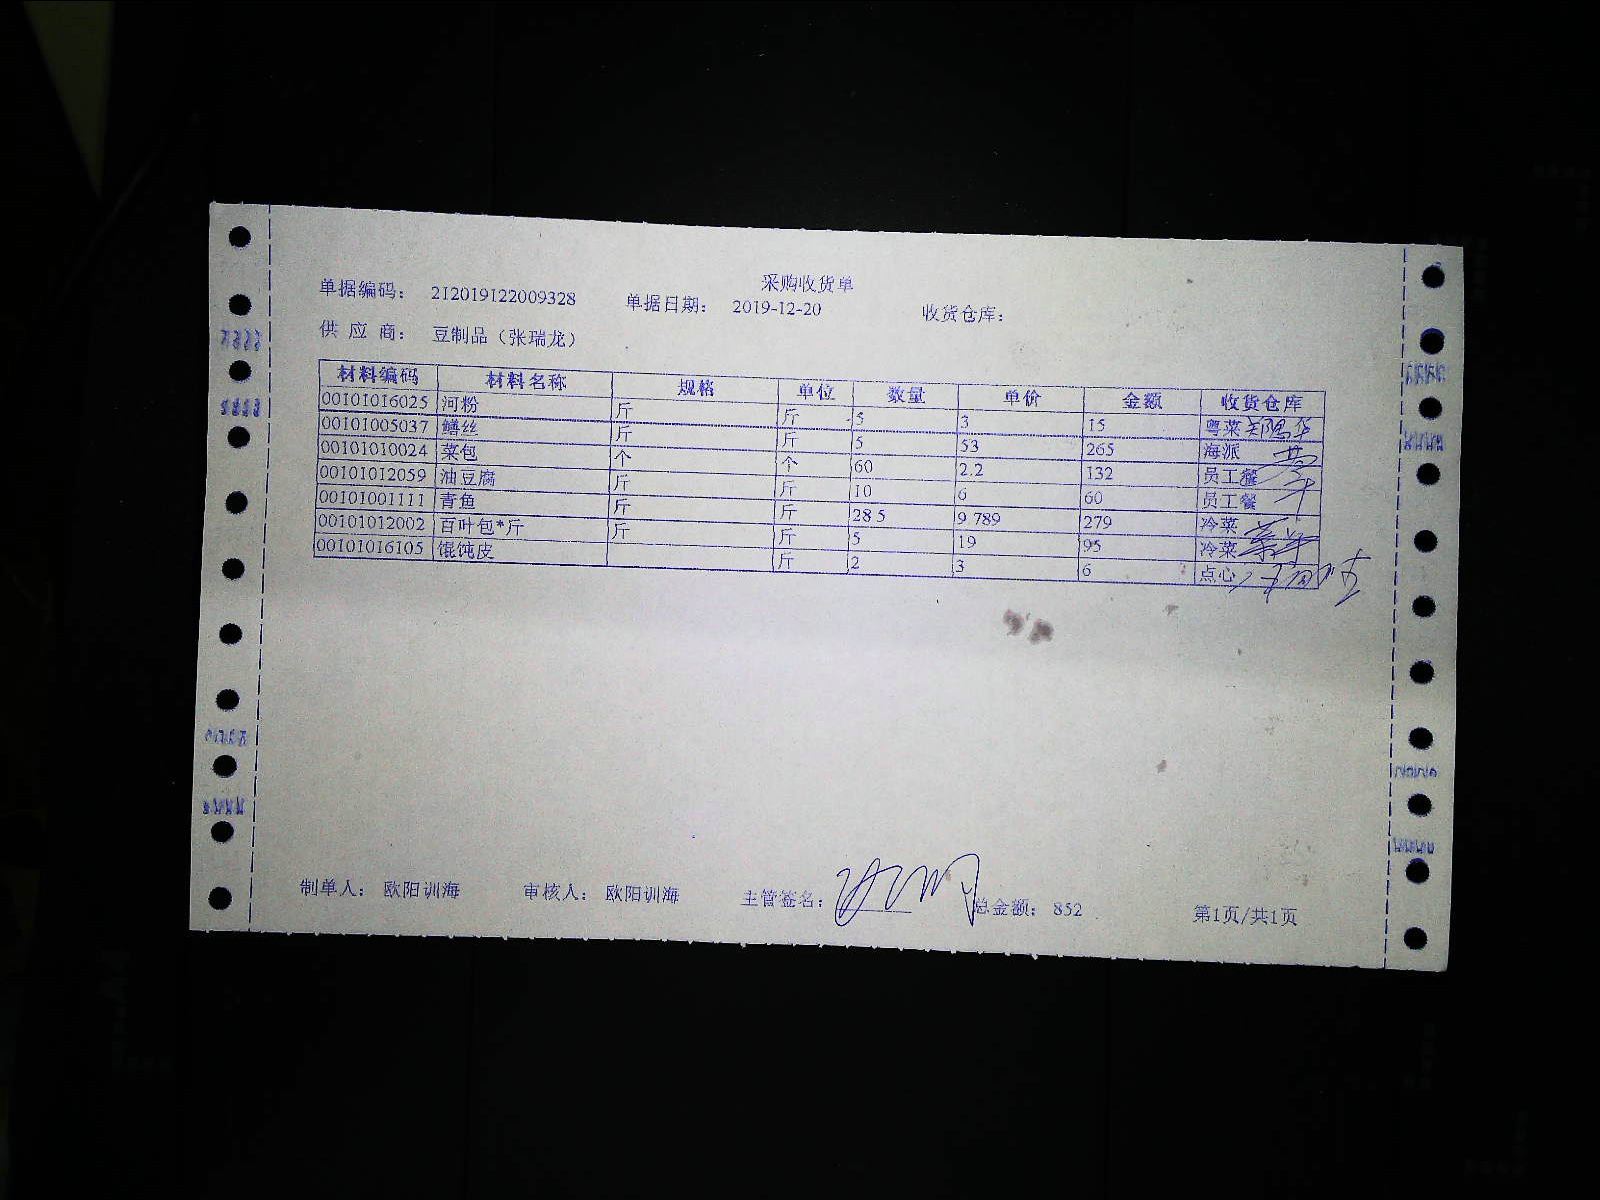 采购收货单
单据编码： 212019122009328 单据日期： 2019-12-20 收货仓库：
供 应 商： 豆制品（张瑞龙）
材料编码 材料名称 规格 单位 数量 单价 金额 收货仓库
00101016025 河粉 斤 斤 5 3 15 粤菜
00101005037 鳝丝 斤 斤 5 53 265 海派
00101010024 菜包 个 个 60 2.2 132 员工餐
00101012059 油豆腐 斤 斤 10 6 60 员工餐
00101001111 青鱼 斤 斤 28 5 9 789 279 冷菜
00101012002 百叶包*斤 斤 斤 5 19 95 冷菜
00101016105 馄饨皮 斤 2 3 6 点心
制单人： 欧阳训海 审核人： 欧阳训海 主管签名： 总金额： 852 第1页/共1页